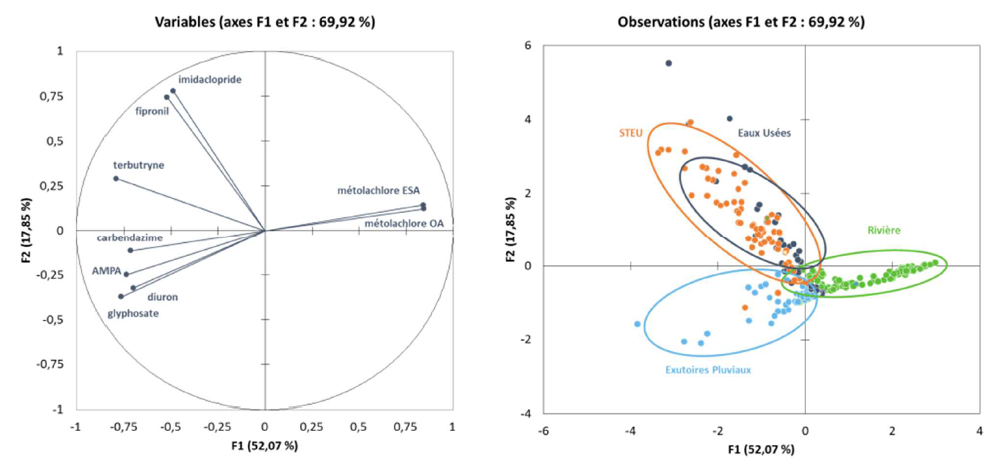 Variables (axes F1 et F2 : 69,92 %)
1
0,75
0,5
0,25
0
-0,25
-0,5
-0,75
-1
F2 (17,85 %)
imidaclopride
fipronil
terbutryne
métolachlore ESA
métolachlore OA
carbendazime
AMPA
diuron
glyphosate
-1 -0,75 -0,5 -0,25 0 0,25 0,5 0,75 1
F1 (52,07 %)
Observations (axes F1 et F2 : 69,92 %)
6
4
2
0
-2
-4
F2 (17,85 %)
STEU
Eaux Usées
Rivière
Exutoires Pluviaux
-6 -4 -2 0 2 4
F1 (52,07 %)